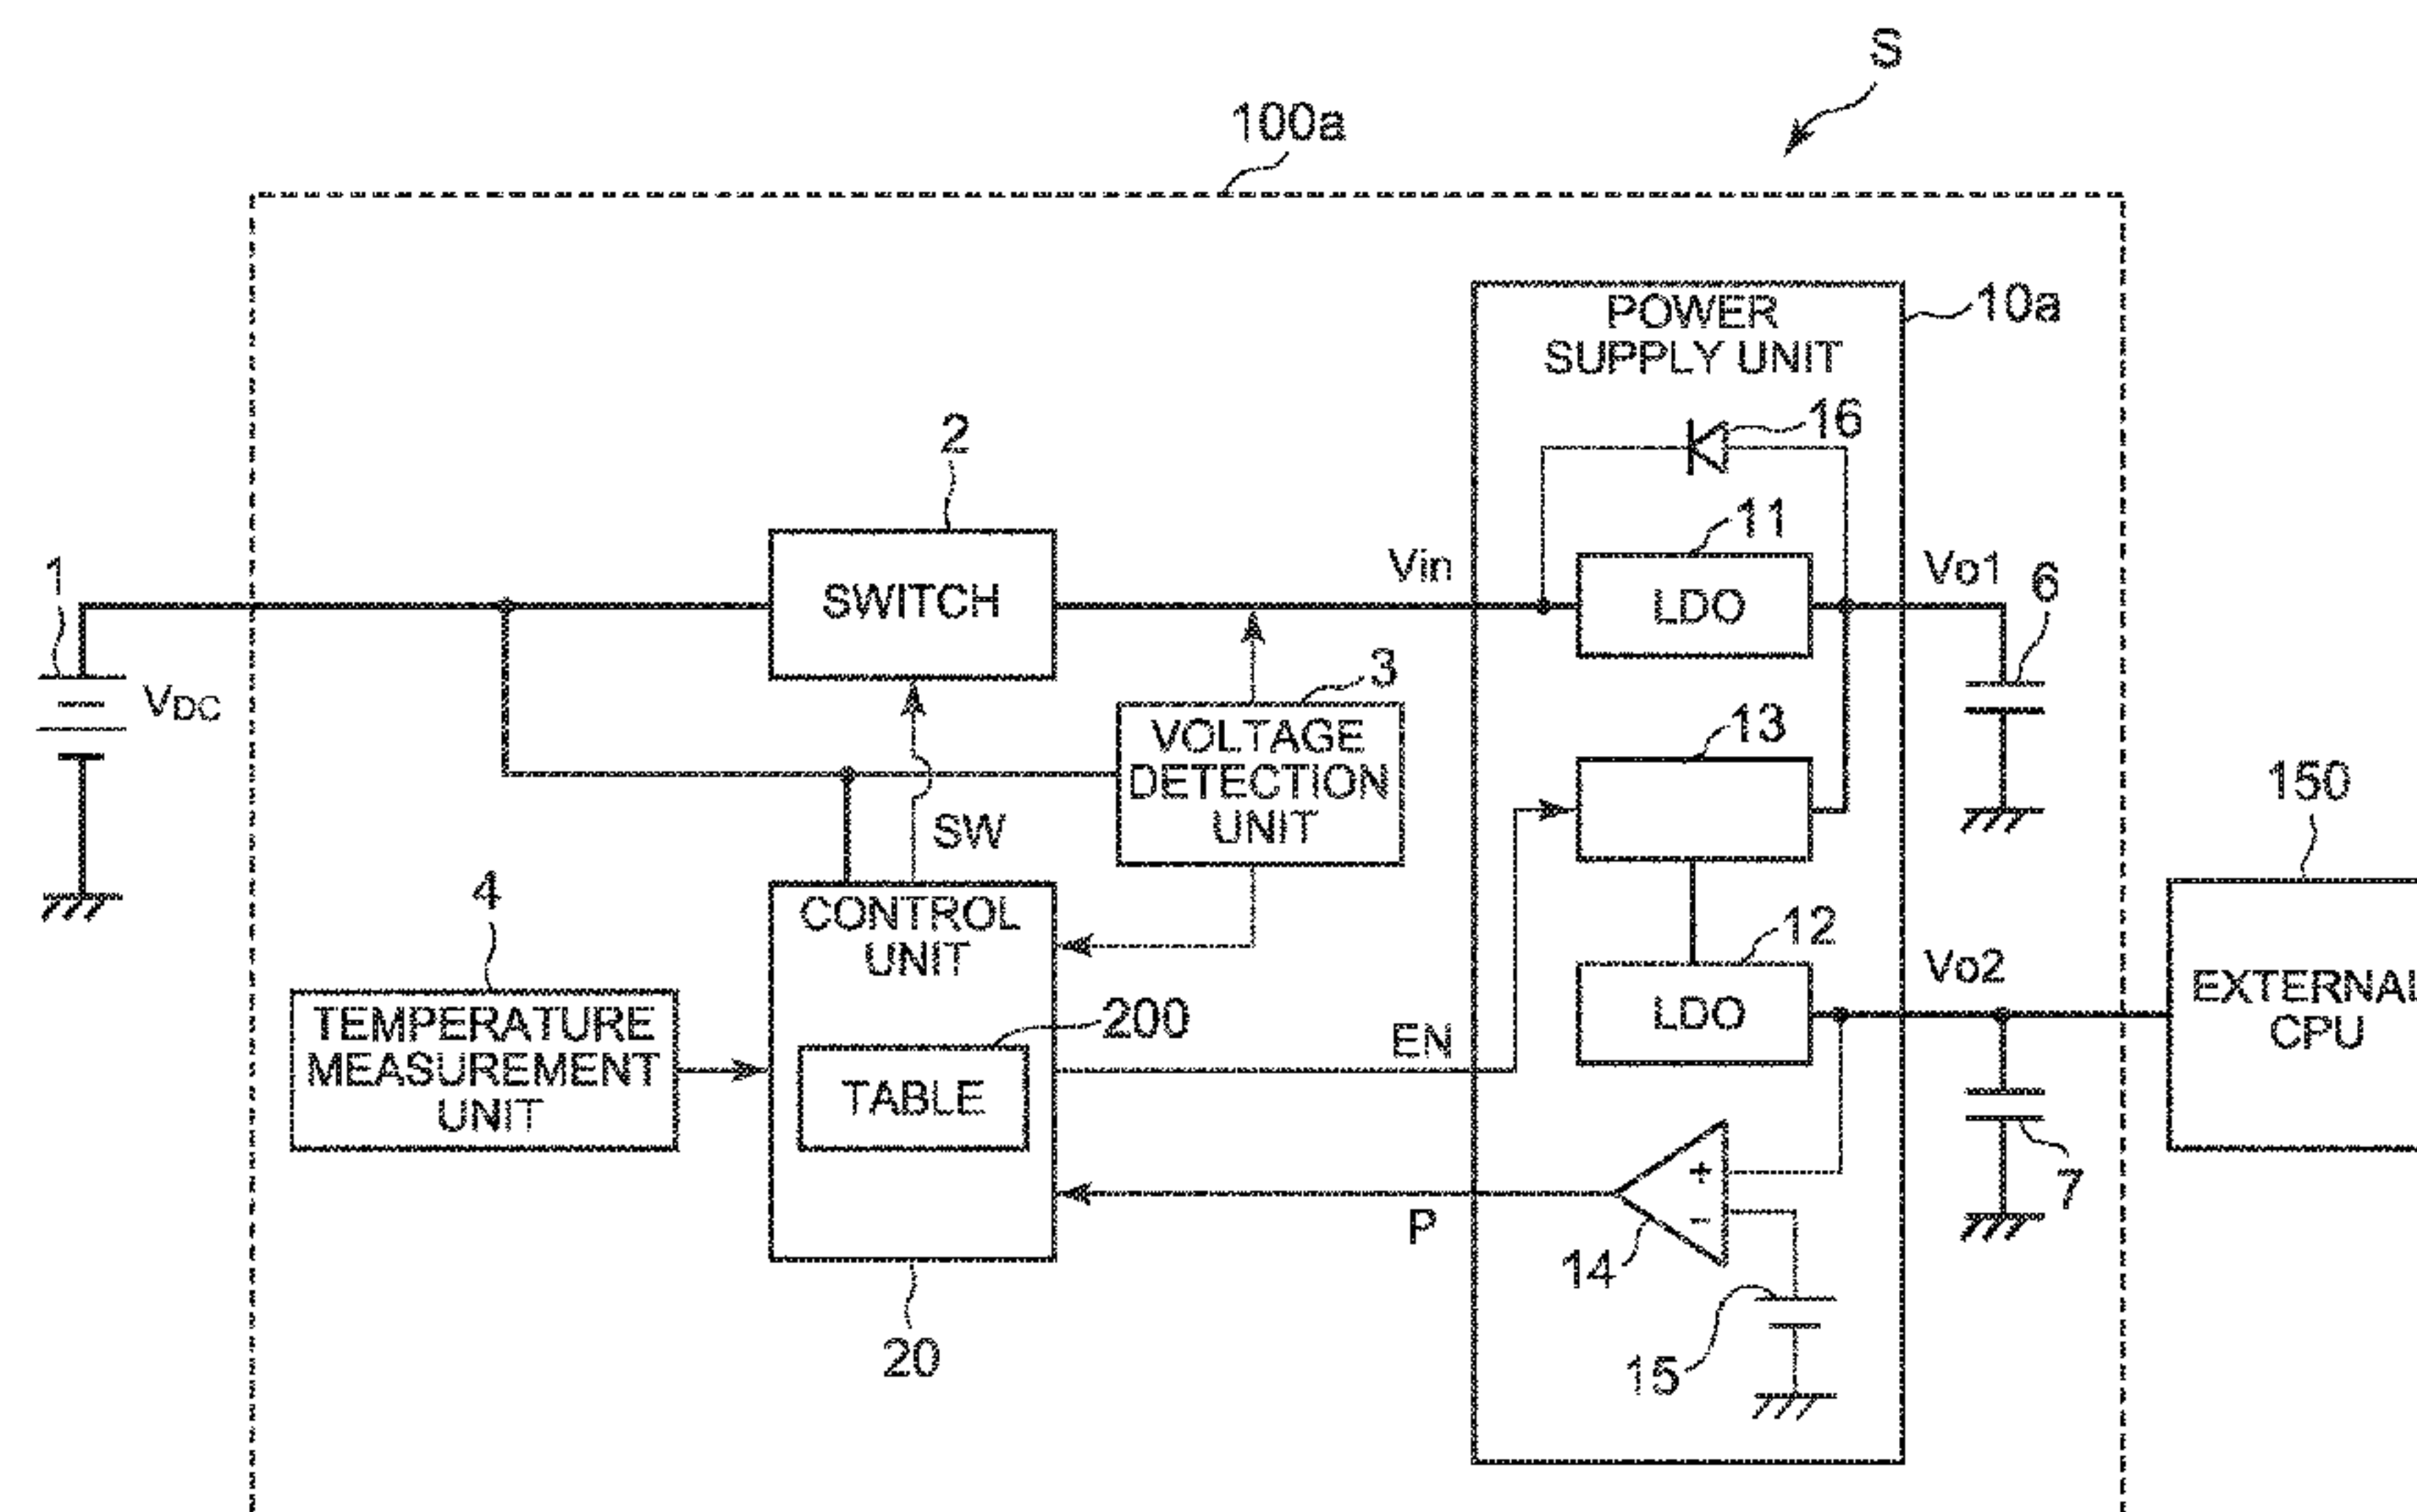 S
100a
POWER
SUPPLY UNIT
10a
16
2
11
1
SWITCH
Vin
LDO
Vo1
6
VDC
3
VOLTAGE
DETECTION
UNIT
13
150
SW
4
CONTROL
UNIT
12
Vo2
TEMPERATURE
MEASUREMENT
UNIT
200
TABLE
EN
LDO
EXTERNAL
CPU
+
-
7
P
14
15
20